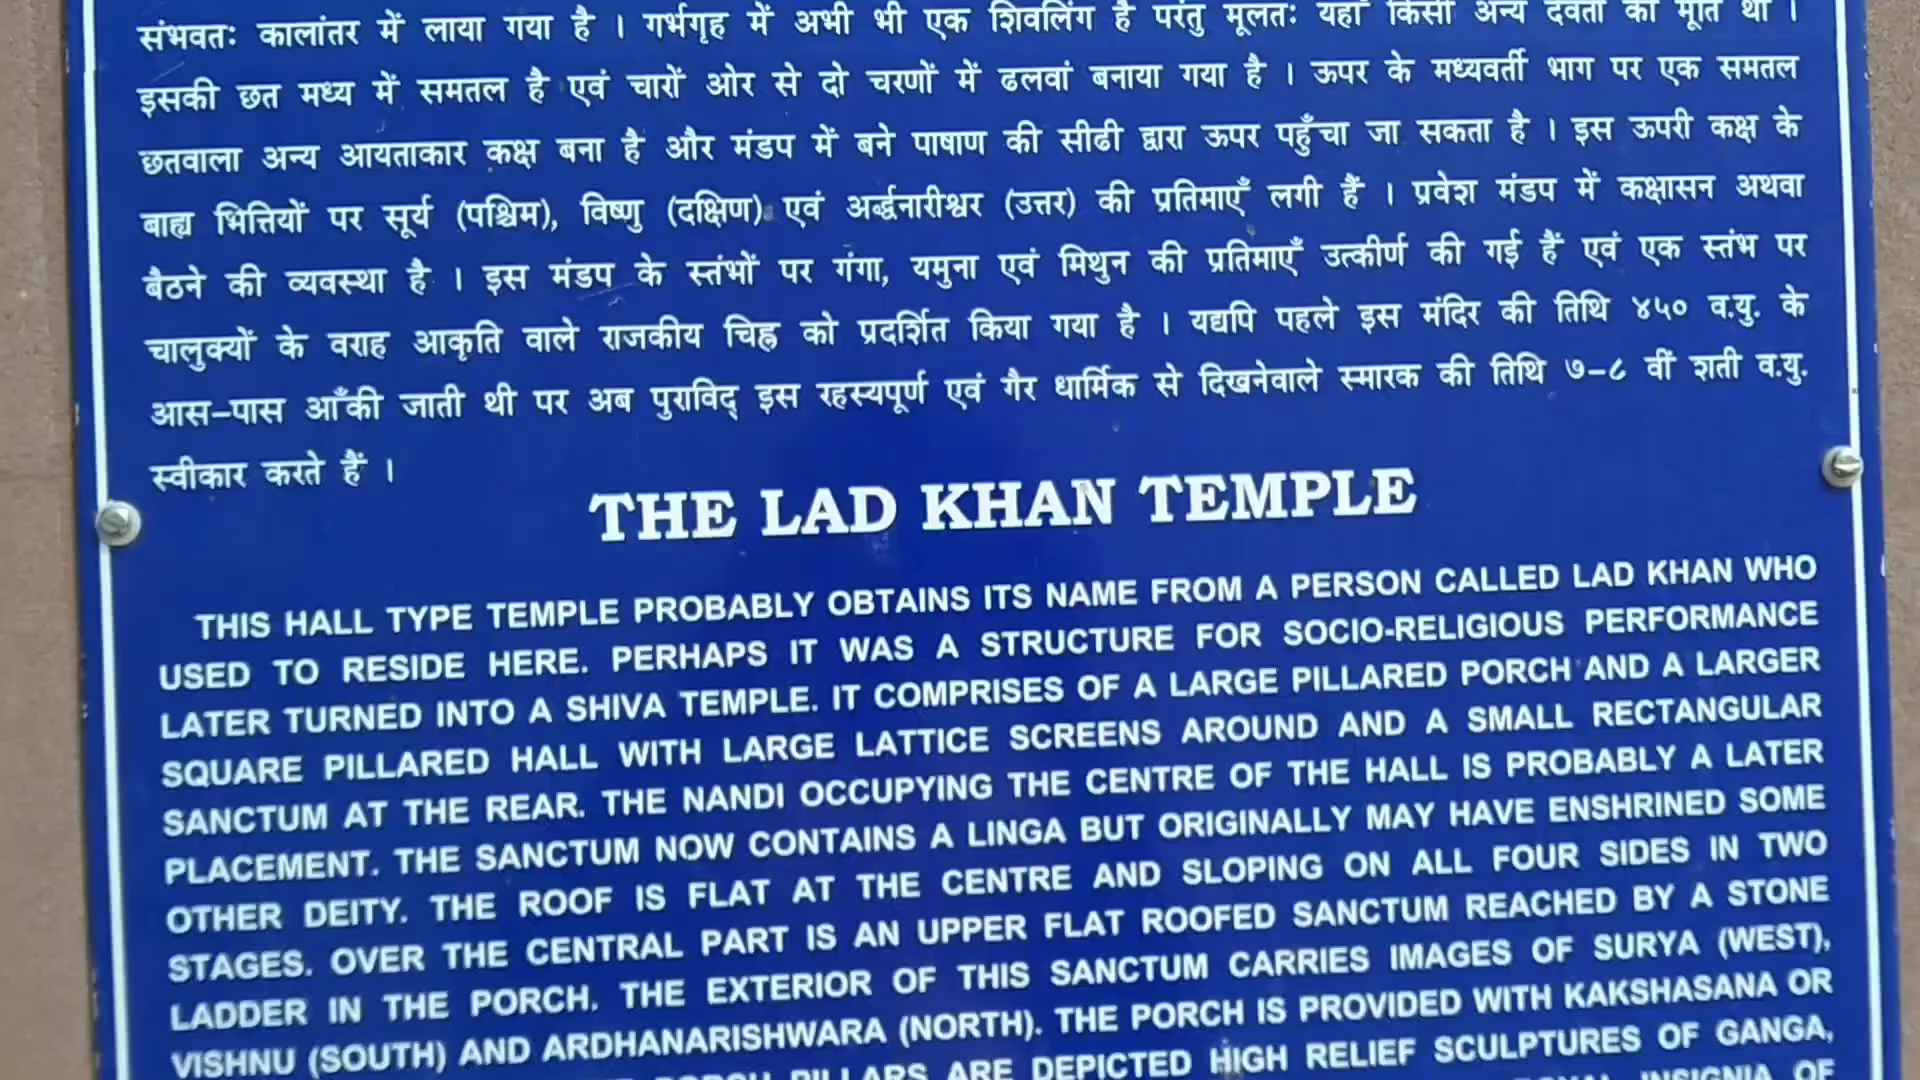 संभवतः कालांतर में लाया गया है । गर्भगृह में अभी भी एक शिवलिंग है परंतु मूलतः यहाँ किसी अन्य देवता की मूर्ति थी ।
इसकी छत मध्य में समतल है एवं चारों ओर से दो चरणों में ढलवां बनाया गया है । ऊपर के मध्यवर्ती भाग पर एक समतल
छतवाला अन्य आयताकार कक्ष बना है और मंडप में बने पाषाण की सीढी द्वारा ऊपर पहुँचा जा सकता है । इस ऊपरी कक्ष के
बाह्य भित्तियों पर सूर्य (पश्चिम), विष्णु (दक्षिण) एवं अर्द्धनारीश्वर (उत्तर) की प्रतिमाएँ लगी हैं । प्रवेश मंडप में कक्षासन अथवा
बैठने की व्यवस्था है । इस मंडप के स्तंभों पर गंगा, यमुना एवं मिथुन की प्रतिमाएँ उत्कीर्ण की गई हैं एवं एक स्तंभ पर
चालुक्यों के वराह आकृति वाले राजकीय चिह्न को प्रदर्शित किया गया है । यद्यपि पहले इस मंदिर की तिथि ४५० व.यु. के
आस-पास आँकी जाती थी पर अब पुराविद् इस रहस्यपूर्ण एवं गैर धार्मिक से दिखनेवाले स्मारक की तिथि ७-८ वीं शती व.यु.
स्वीकार करते हैं ।
THE LAD KHAN TEMPLE
THIS HALL TYPE TEMPLE PROBABLY OBTAINS ITS NAME FROM A PERSON CALLED LAD KHAN WHO
USED TO RESIDE HERE. PERHAPS IT WAS A STRUCTURE FOR SOCIO-RELIGIOUS PERFORMANCE
LATER TURNED INTO A SHIVA TEMPLE. IT COMPRISES OF A LARGE PILLARED PORCH AND A LARGER
SQUARE PILLARED HALL WITH LARGE LATTICE SCREENS AROUND AND A SMALL RECTANGULAR
SANCTUM AT THE REAR. THE NANDI OCCUPYING THE CENTRE OF THE HALL IS PROBABLY A LATER
PLACEMENT. THE SANCTUM NOW CONTAINS A LINGA BUT ORIGINALLY MAY HAVE ENSHRINED SOME
OTHER DEITY. THE ROOF IS FLAT AT THE CENTRE AND SLOPING ON ALL FOUR SIDES IN TWO
STAGES. OVER THE CENTRAL PART IS AN UPPER FLAT ROOFED SANCTUM REACHED BY A STONE
LADDER IN THE PORCH. THE EXTERIOR OF THIS SANCTUM CARRIES IMAGES OF SURYA (WEST),
VISHNU (SOUTH) AND ARDHANARISHWARA (NORTH). THE PORCH IS PROVIDED WITH KAKSHASANA OR
PORCH PILLARS ARE DEPICTED HIGH RELIEF SCULPTURES OF GANGA,
INSIGNIA OF